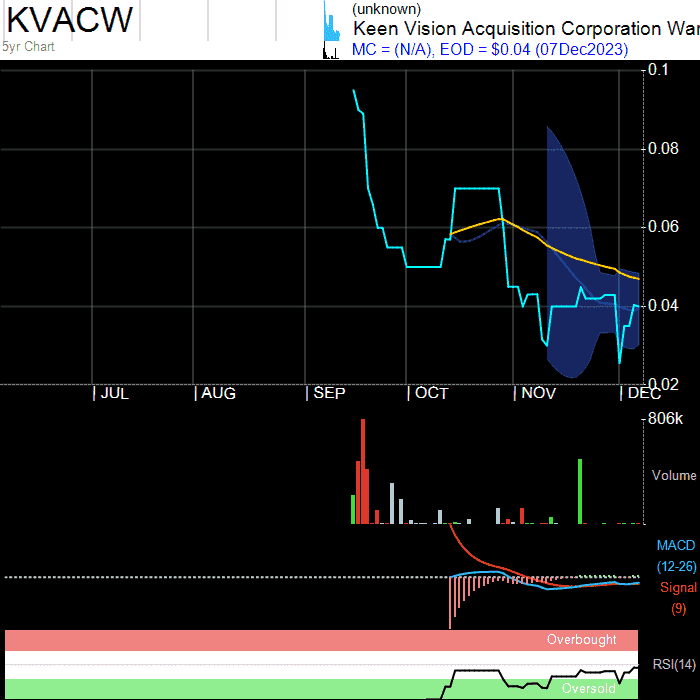 KVACW
5yr Chart
(unknown)
Keen Vision Acquisition Corporation War
MC = (N/A), EOD = $0.04 (07Dec2023)
0.1
0.08
0.06
0.04
0.02
JUL
AUG
SEP
OCT
NOV
DEC
806k
Volume
MACD
(12-26)
Signal
(9)
Overbought
RSI(14)
Oversold